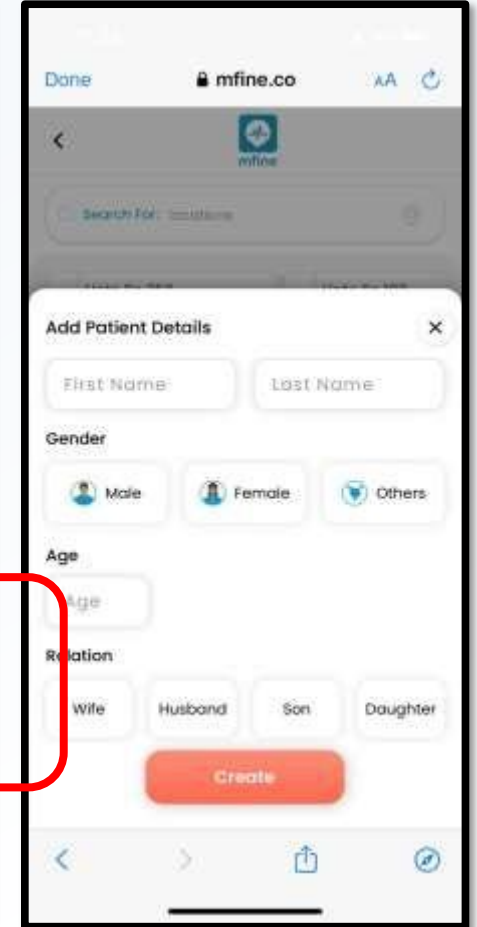 Done mfine.co AA
mfine
Search For: locations
Add Patient Details
First Name Last Name
Gender
Male Female Others
Age
Age
Relation
Wife Husband Son Daughter
Create